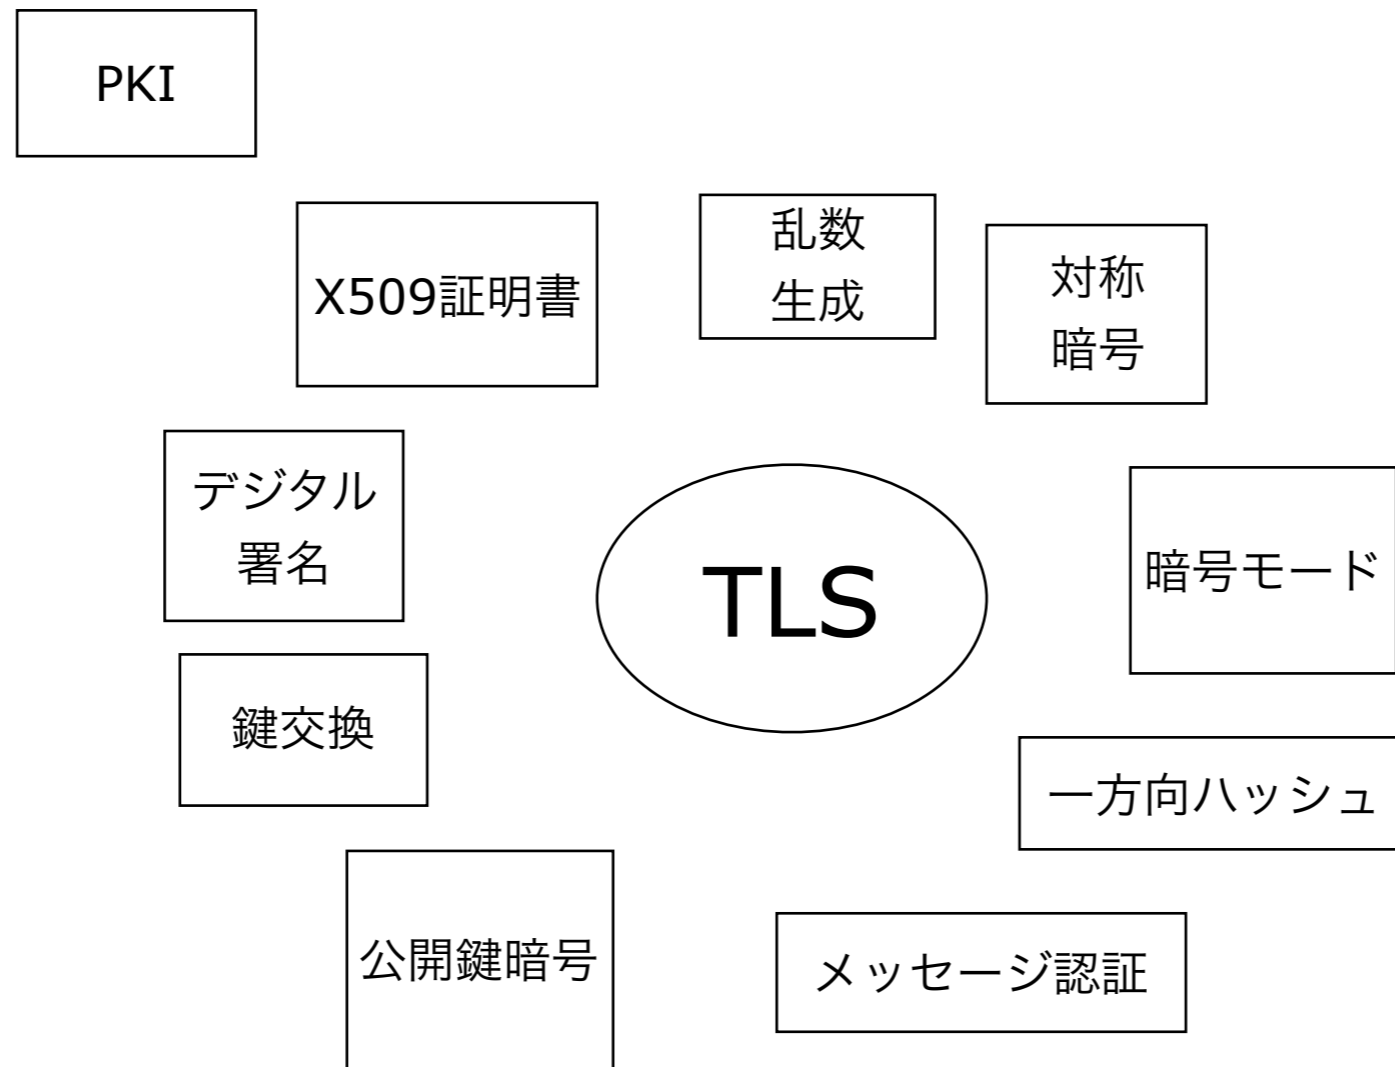 PKI
X509証明書
乱数
生成
対称
暗号
デジタル
署名
TLS
暗号モード
鍵交換
一方向ハッシュ
公開鍵暗号
メッセージ認証